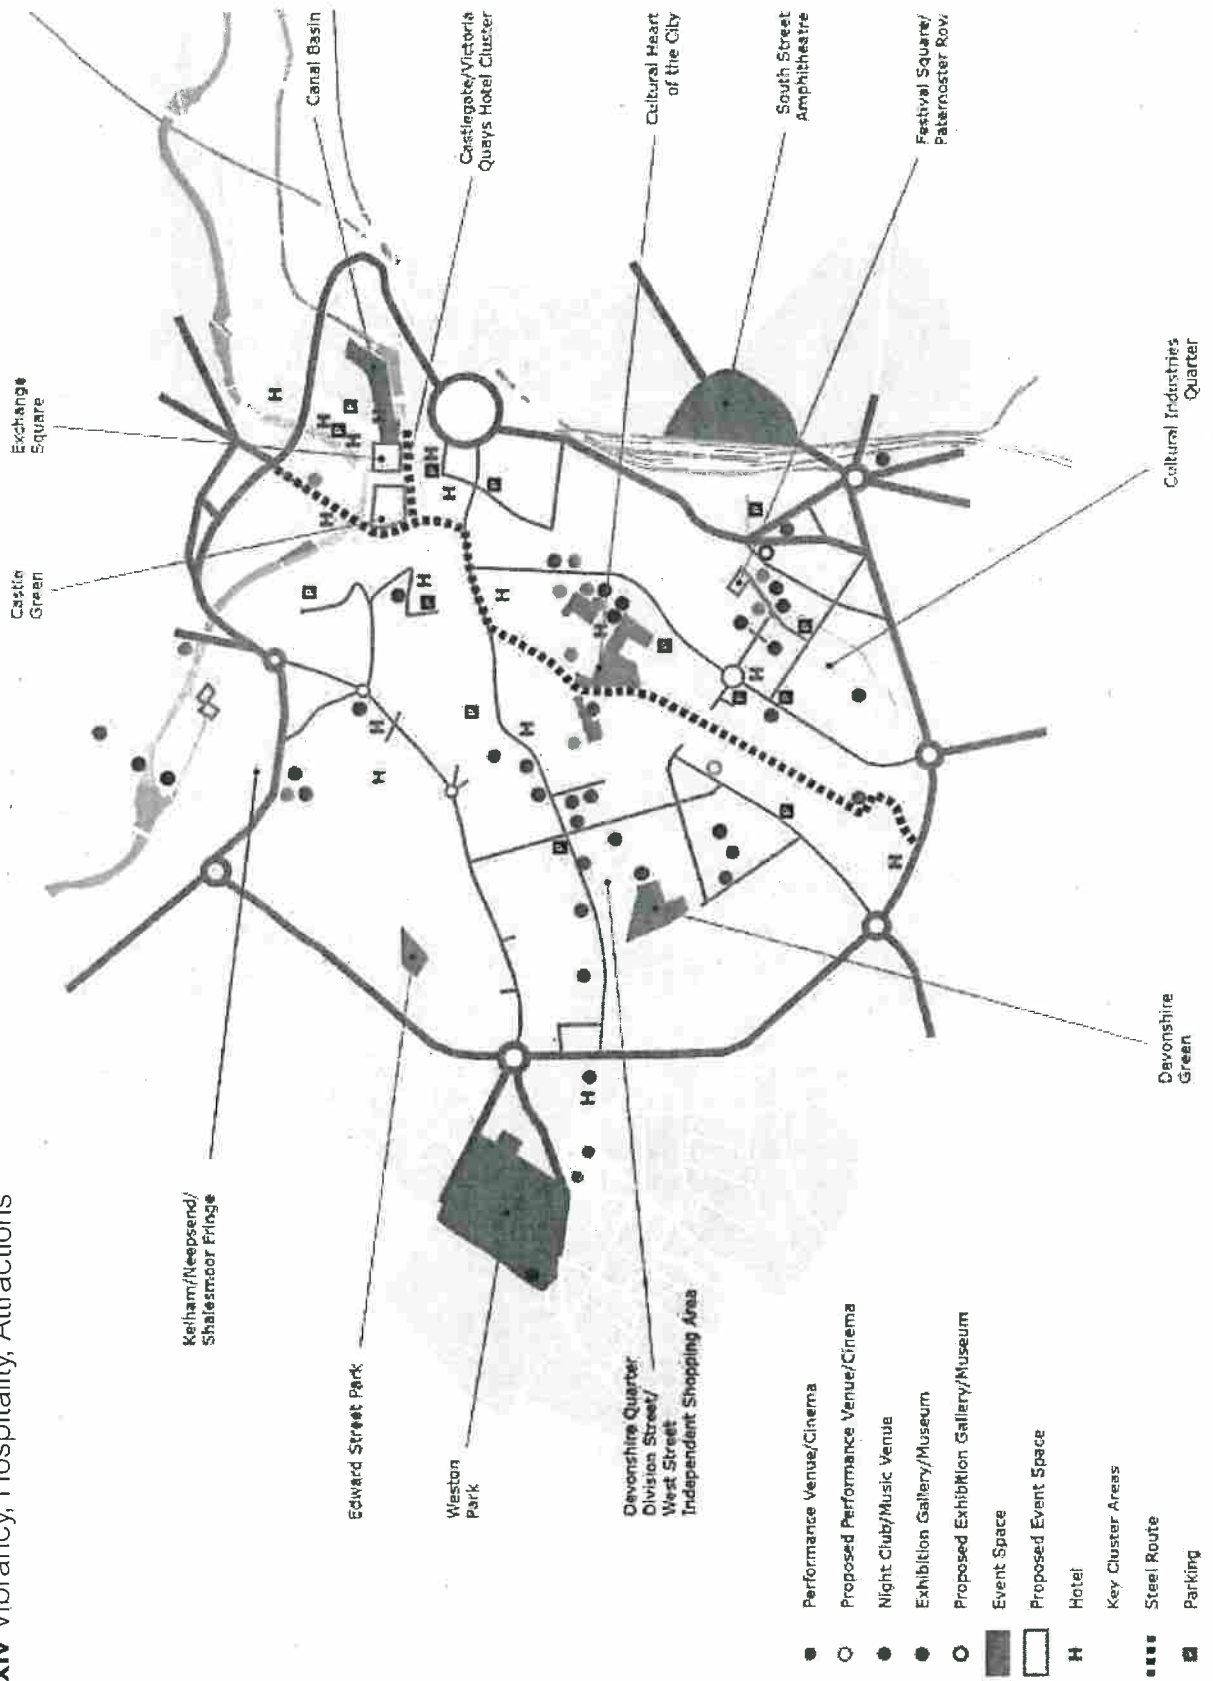 xiv Vibrancy, Hospitality, Attractions
Kelham/Neepsend/
Shalesmoor Fringe
Castle
Green
Exchange
Square
Canal Basin
Castlegate/Victoria
Quays Hotel Cluster
Cultural Heart
of the City
South Street
Amphitheatre
Festival Square/
Paternoster Row
Cultural Industries
Quarter
Devonshire
Green
Edward Street Park
Weston
Park
Devonshire Quarter
Division Street/
West Street
Independent Shopping Area
Performance Venue/Cinema
Proposed Performance Venue/Cinema
Night Club/Music Venue
Exhibition Gallery/Museum
Proposed Exhibition Gallery/Museum
Event Space
Proposed Event Space
H Hotel
Key Cluster Areas
Steel Route
P Parking